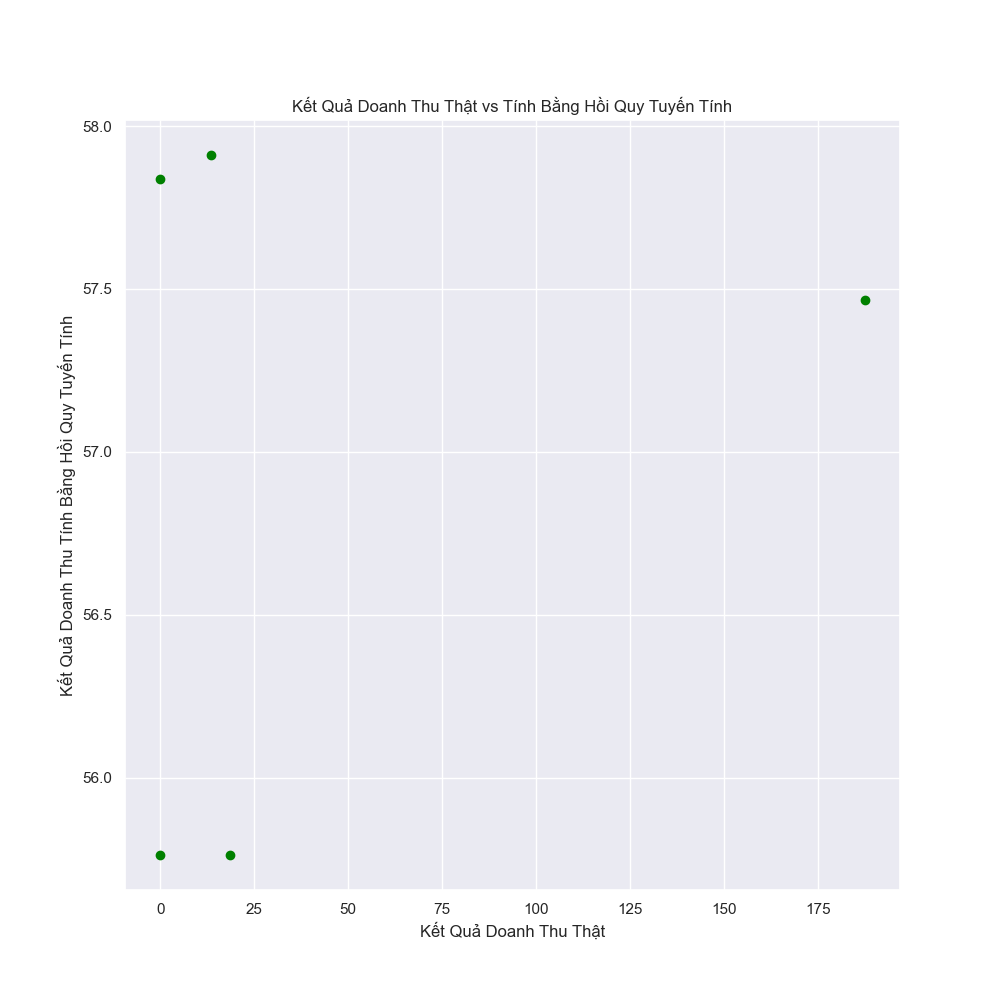 Kết Quả Doanh Thu Thật vs Tính Bằng Hồi Quy Tuyến Tính
58.0
57.5
57.0
56.5
56.0
Kết Quả Doanh Thu Tính Bằng Hồi Quy Tuyến Tính
0 25 50 75 100 125 150 175
Kết Quả Doanh Thu Thật